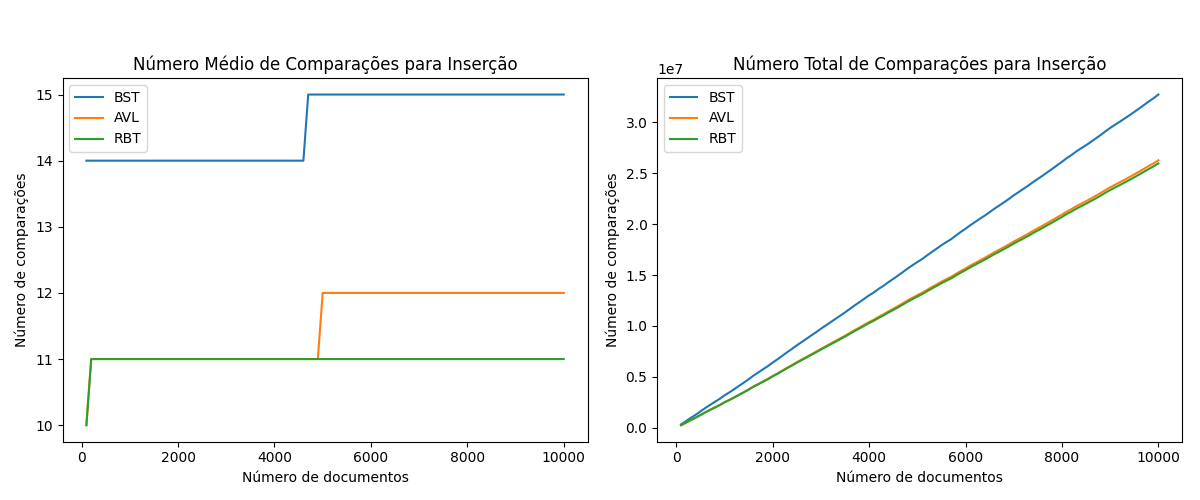 Número Médio de Comparações para Inserção
BST
AVL
RBT
15
14
13
12
11
10
Número de comparações
0
2000
4000
6000
8000
10000
Número de documentos
Número Total de Comparações para Inserção
1e7
BST
AVL
RBT
3.0
2.5
2.0
1.5
1.0
0.5
0.0
Número de comparações
0
2000
4000
6000
8000
10000
Número de documentos